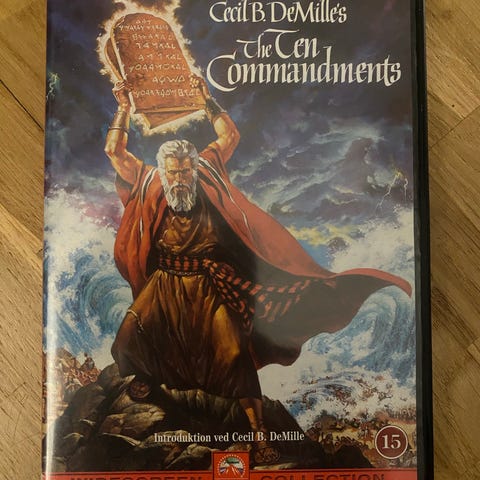 Cecil B. DeMille's
The Ten
Commandments
Introduktion ved Cecil B. DeMille
15
WIDESCREEN COLLECTION